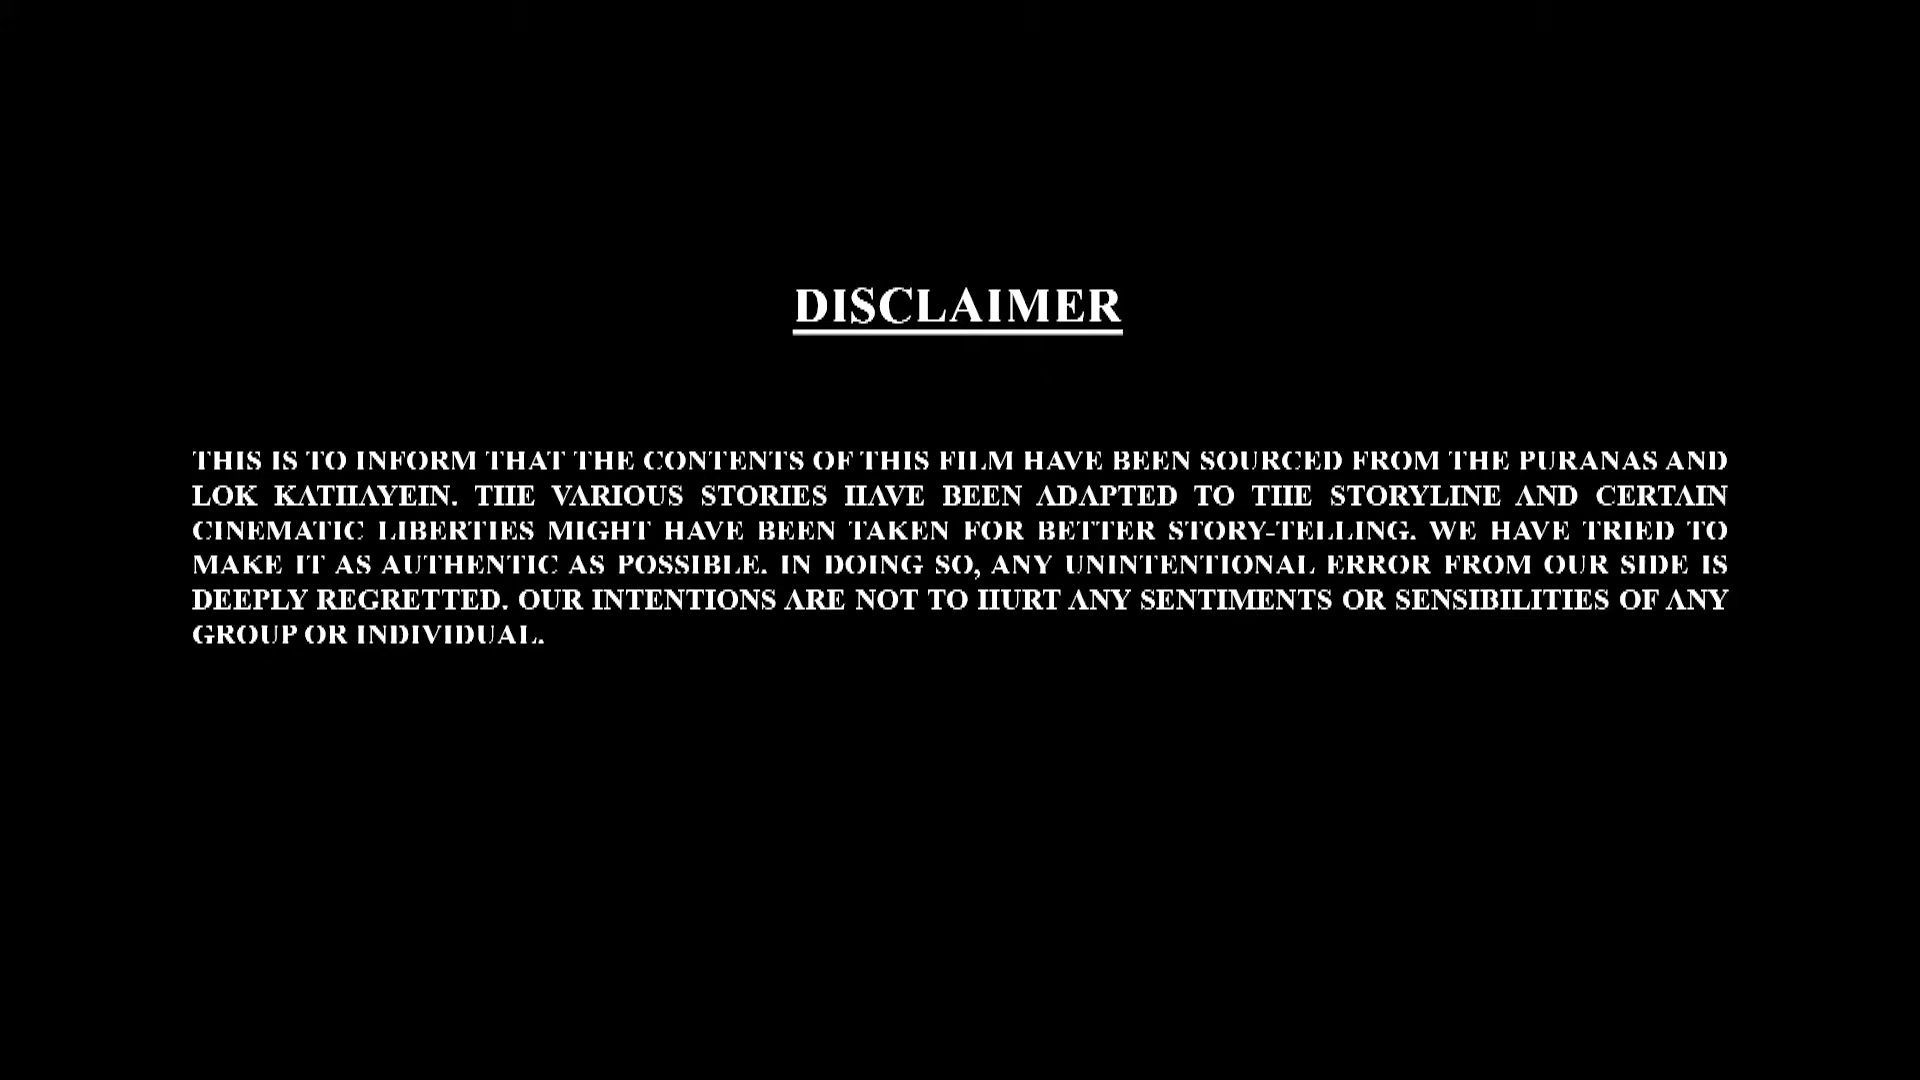 DISCLAIMER
THIS IS TO INFORM THAT THE CONTENTS OF THIS FILM HAVE BEEN SOURCED FROM THE PURANAS AND
LOK KATHAYEIN. THE VARIOUS STORIES HAVE BEEN ADAPTED TO THE STORYLINE AND CERTAIN
CINEMATIC LIBERTIES MIGHT HAVE BEEN TAKEN FOR BETTER STORY-TELLING. WE HAVE TRIED TO
MAKE IT AS AUTHENTIC AS POSSIBLE. IN DOING SO, ANY UNINTENTIONAL ERROR FROM OUR SIDE IS
DEEPLY REGRETTED. OUR INTENTIONS ARE NOT TO HURT ANY SENTIMENTS OR SENSIBILITIES OF ANY
GROUP OR INDIVIDUAL.